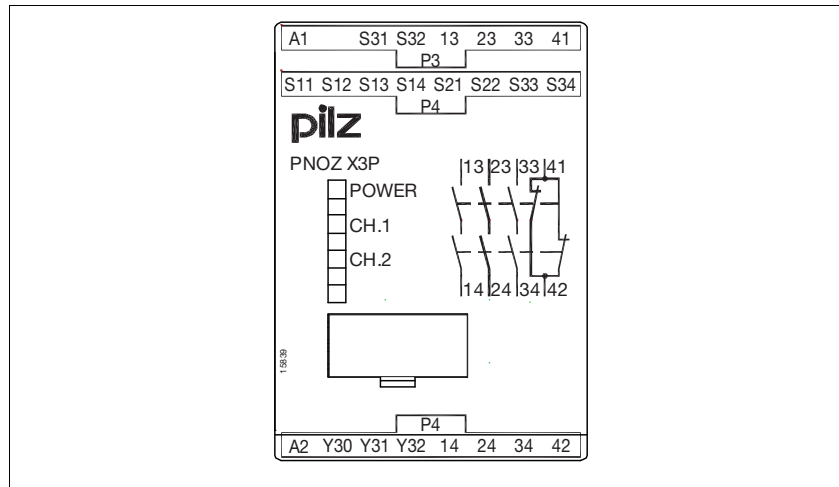 A1 S31 S32 13 23 33 41
P3
S11 S12 S13 S14 S21 S22 S33 S34
P4
pilz
PNOZ X3P
13 23 33 41
POWER
CH.1
CH.2
14 24 34 42
15839
P4
A2 Y30 Y31 Y32 14 24 34 42